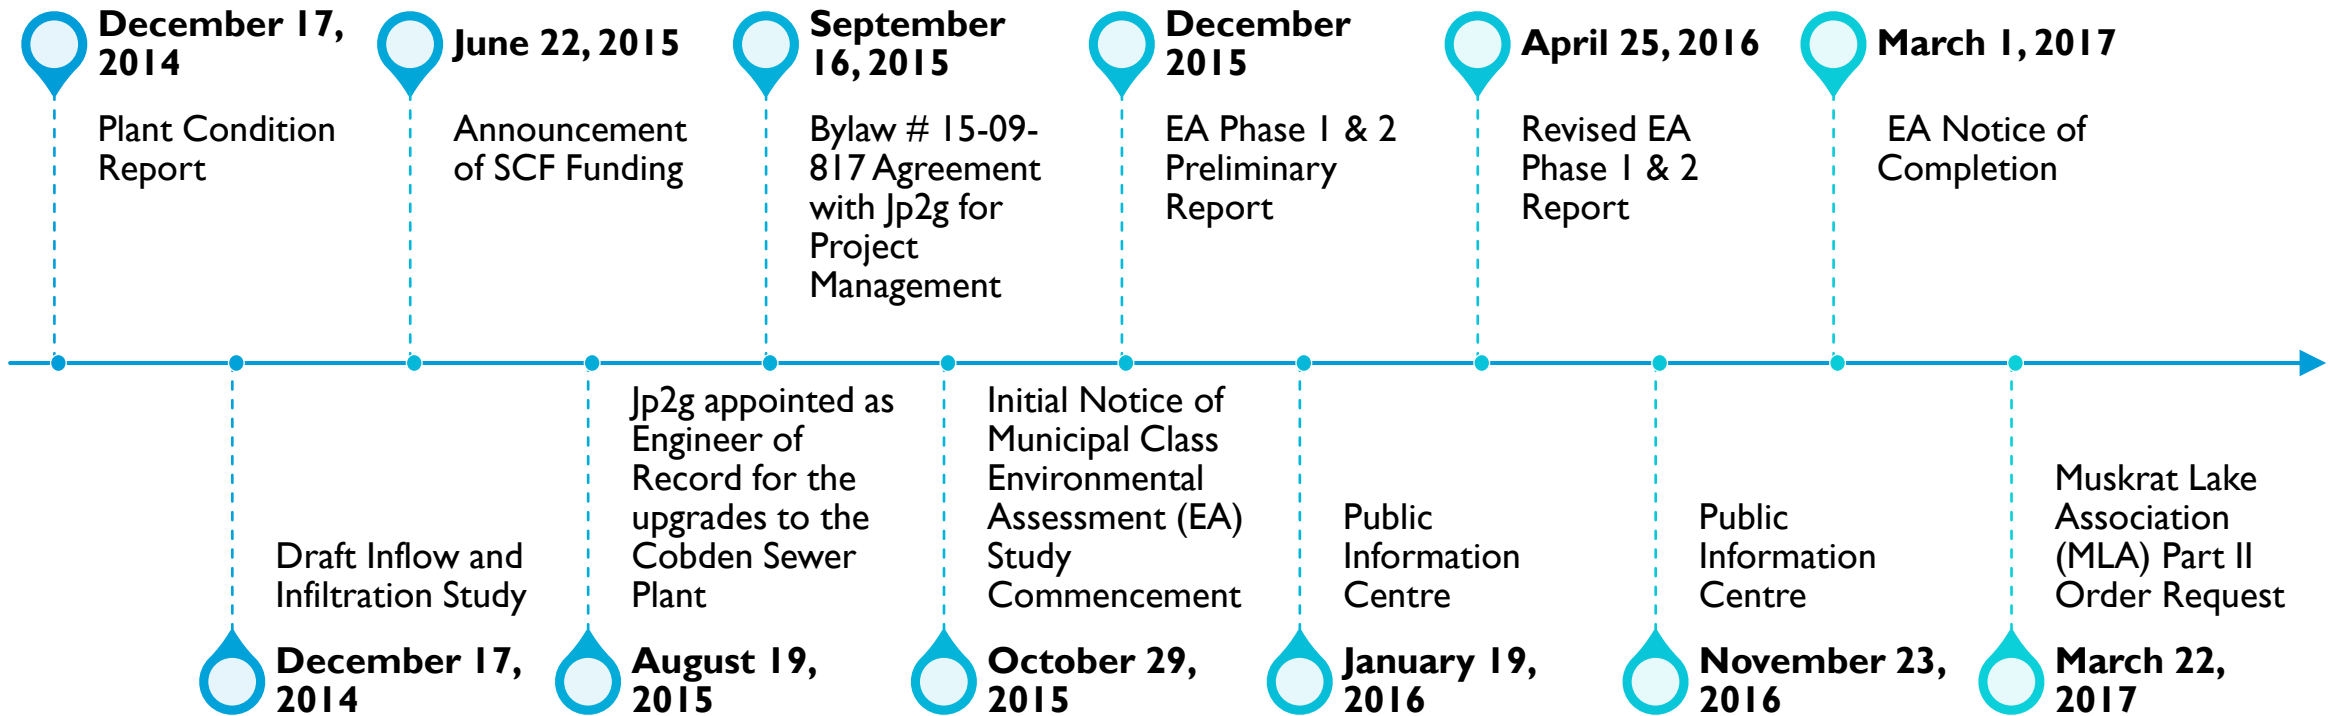 December 17,
2014
Plant Condition
Report
Draft Inflow and
Infiltration Study
December 17,
2014
June 22, 2015
Announcement
of SCF Funding
Jp2g appointed as
Engineer of
Record for the
upgrades to the
Cobden Sewer
Plant
August 19,
2015
September
16, 2015
Bylaw # 15-09-
817 Agreement
with Jp2g for
Project
Management
Initial Notice of
Municipal Class
Environmental
Assessment (EA)
Study
Commencement
October 29,
2015
December
2015
EA Phase 1 & 2
Preliminary
Report
Public
Information
Centre
January 19,
2016
April 25, 2016
Revised EA
Phase 1 & 2
Report
Public
Information
Centre
November 23,
2016
March 1, 2017
EA Notice of
Completion
Muskrat Lake
Association
(MLA) Part II
Order Request
March 22,
2017